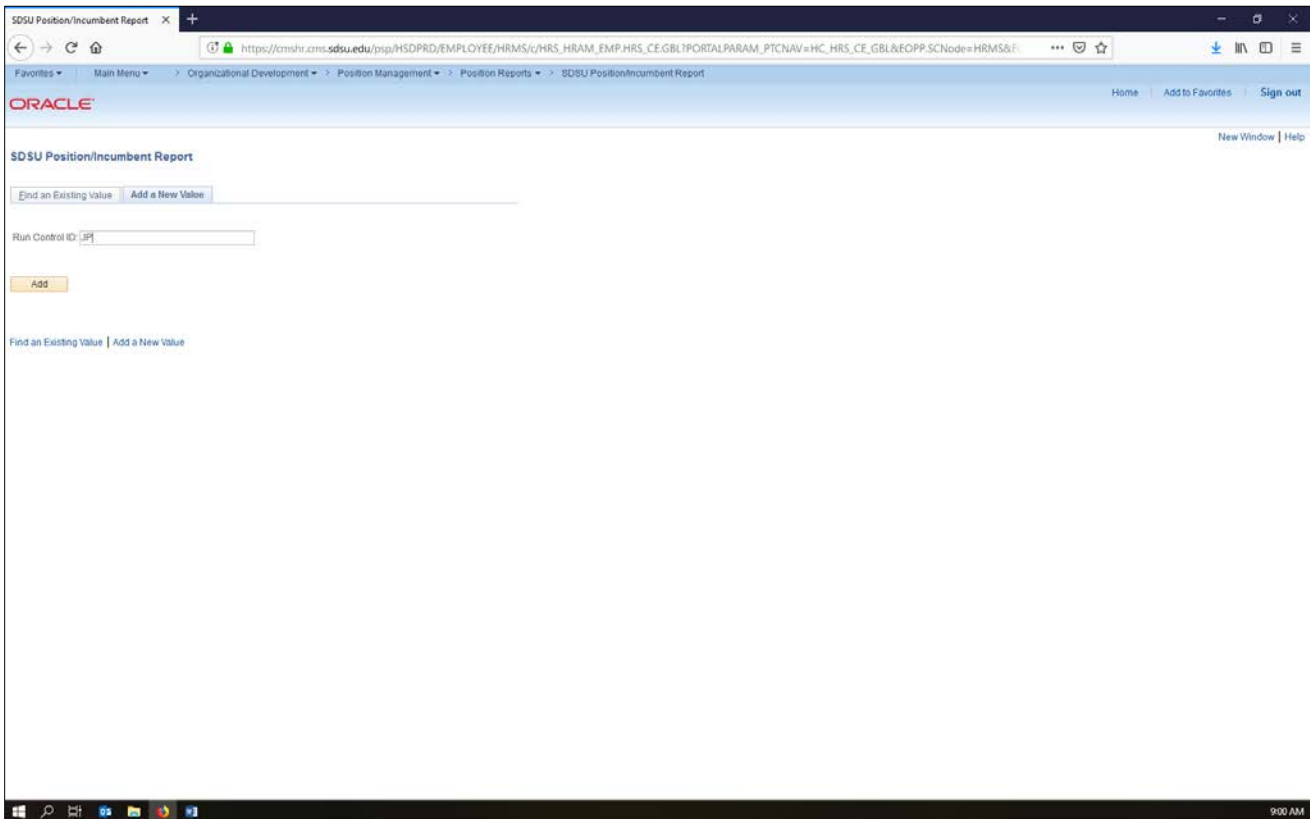 SDSU Position/Incumbent Report
https://cmshr.cms.sdsu.edu/psp/HSDPRD/EMPLOYEE/HRMS/c/HRS_HRAM_EMP.HRS_CE.GBL?PORTALPARAM_PTCNAV=HC_HRS_CE_GBL&EOPP.SCNode=HRMS&
Favorites Main Menu > Organizational Development > Position Management > Position Reports > SDSU Position/Incumbent Report
Home Add to Favorites Sign out
ORACLE
New Window | Help
SDSU Position/Incumbent Report
Find an Existing Value Add a New Value
Run Control ID: JP
Add
Find an Existing Value | Add a New Value
9:00 AM